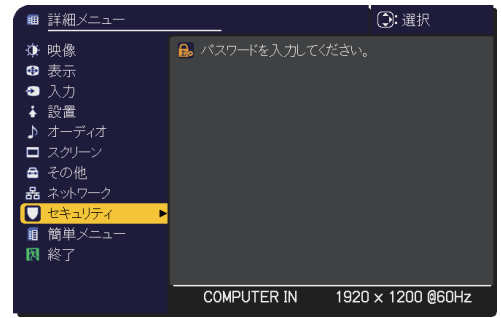 詳細メニュー
:選択
映像
表示
入力
設置
オーディオ
スクリーン
その他
ネットワーク
セキュリティ
簡単メニュー
終了
パスワードを入力してください。
COMPUTER IN 1920 x 1200 @60Hz